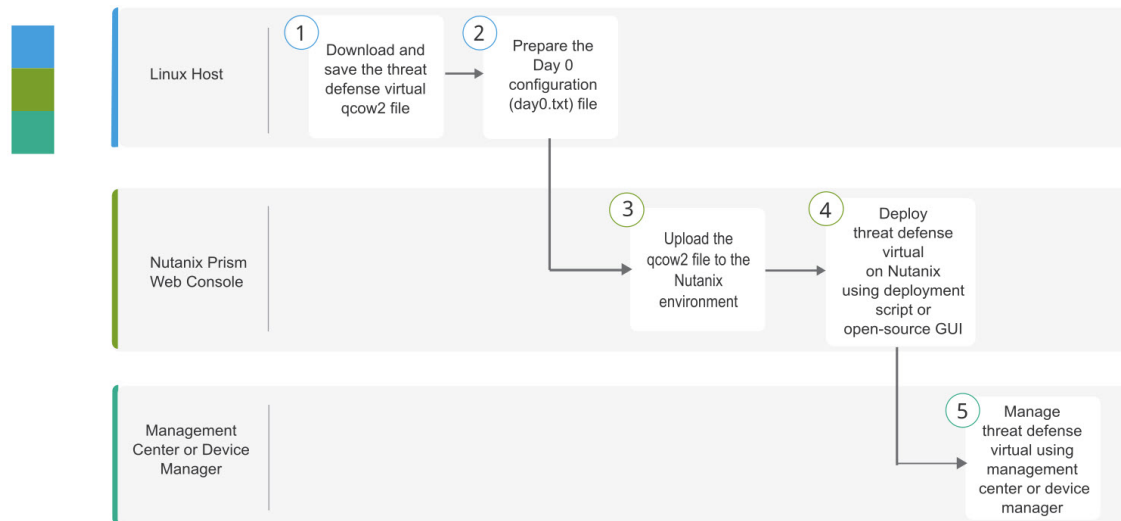 Linux Host
1
Download and
save the threat
defense virtual
qcow2 file
2
Prepare the
Day 0
configuration
(day0.txt) file
Nutanix Prism
Web Console
3
Upload the
qcow2 file to the
Nutanix
environment
4
Deploy
threat defense
virtual
on Nutanix
using deployment
script or
open-source GUI
Management
Center or Device
Manager
5
Manage
threat defense
virtual using
management
center or device
manager